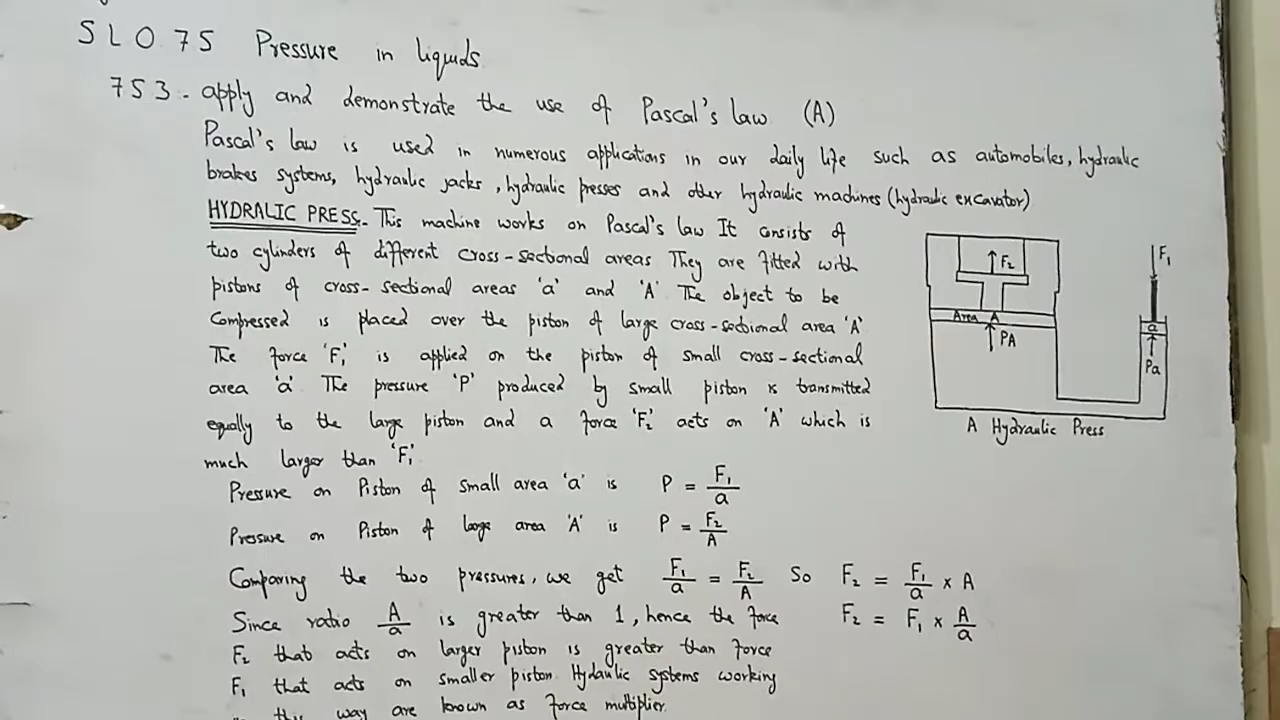 SLO 75 Pressure in liquids
753- apply and demonstrate the use of Pascal's law (A)
Pascal's law is used in numerous applications in our daily life such as automobiles, hydraulic
brakes systems, hydraulic jacks, hydraulic presses and other hydraulic machines (hydraulic excavator)
HYDRALIC PRESS- This machine works on Pascal's law It consists of
two cylinders of different cross-sectional areas They are fitted with
pistons of cross-sectional areas 'a' and 'A' The object to be
Compressed is placed over the piston of large cross-sectional area 'A'
The force 'F₁' is applied on the piston of small cross-sectional
area 'a' The pressure 'P' produced by small piston is transmitted
equally to the large piston and a force 'F₂' acts on 'A' which is
much larger than 'F₁'
F₂
Area A
PA
F₁
a
Pa
A Hydraulic Press
Pressure on Piston of small area 'a' is P = F₁/a
Pressure on Piston of large area 'A' is P = F₂/A
Comparing the two pressures, we get F₁/a = F₂/A So F₂ = F₁/a × A
Since ratio A/a is greater than 1, hence the force F₂ = F₁ × A/a
F₂ that acts on larger piston is greater than force
F₁ that acts on smaller piston Hydraulic systems working
this way are known as force multiplier.